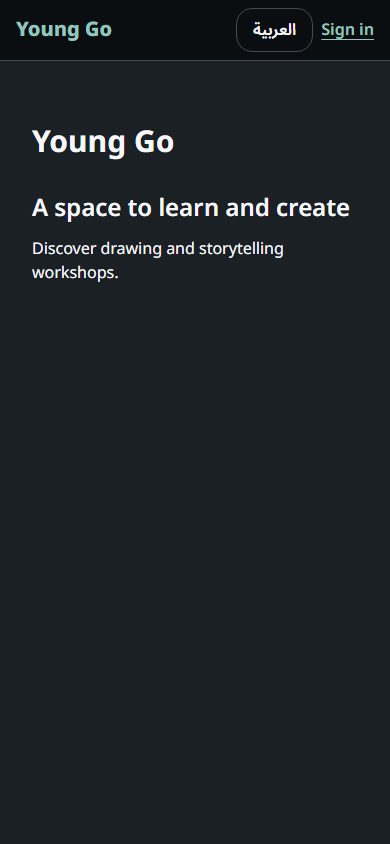 Young Go
العربية
Sign in
Young Go
A space to learn and create
Discover drawing and storytelling
workshops.